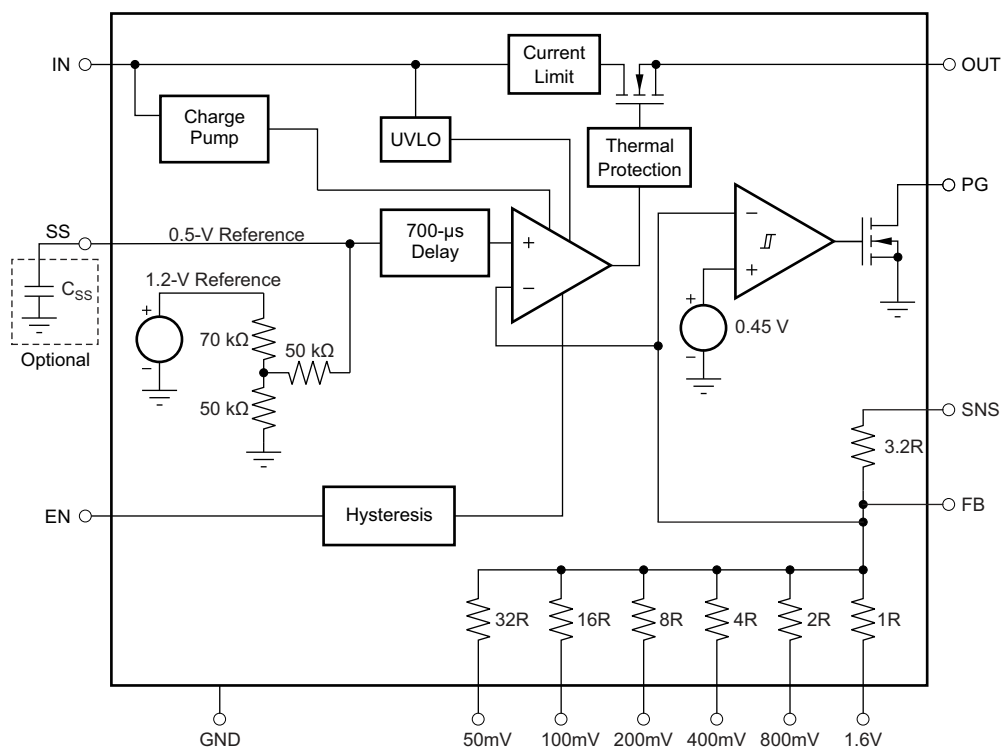 IN
Current
Limit
OUT
Charge
Pump
UVLO
Thermal
Protection
PG
SS
0.5-V Reference
700-µs
Delay
+
−
−
+
C_SS
Optional
1.2-V Reference
+
−
70 kΩ
50 kΩ
50 kΩ
+
−
0.45 V
SNS
3.2R
FB
EN
Hysteresis
32R
16R
8R
4R
2R
1R
GND
50mV
100mV
200mV
400mV
800mV
1.6V